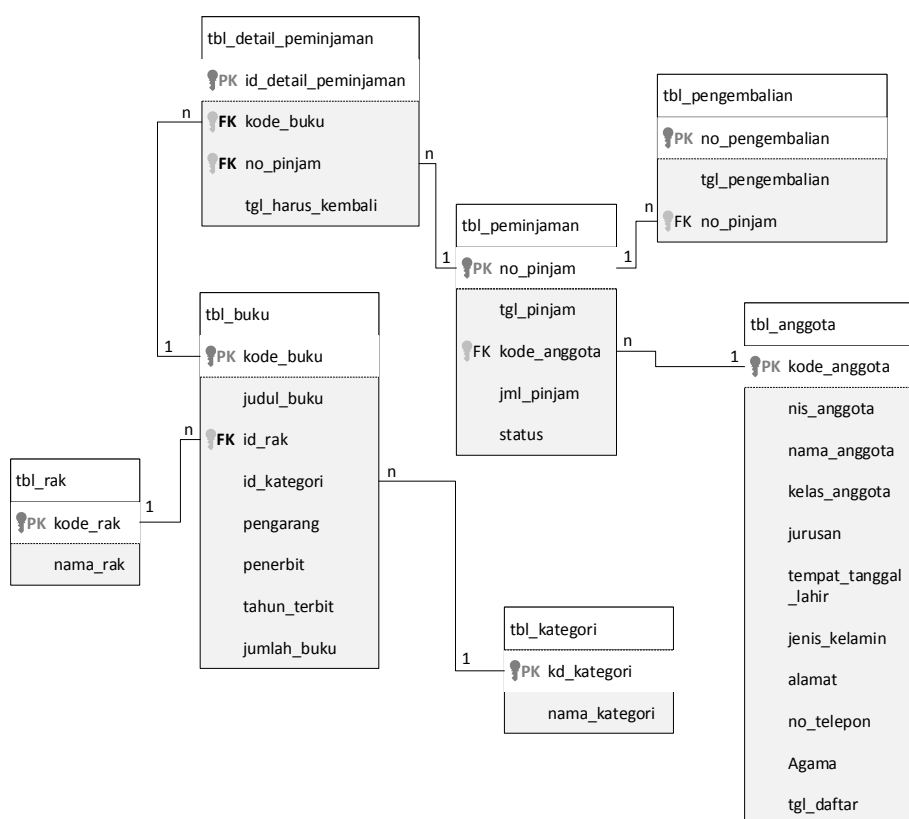 tbl_detail_peminjaman
PK id_detail_peminjaman
n
FK kode_buku
FK no_pinjam
n
tgl_harus_kembali
tbl_pengembalian
PK no_pengembalian
tgl_pengembalian
n
FK no_pinjam
tbl_peminjaman
1
PK no_pinjam
1
tgl_pinjam
FK kode_anggota
n
jml_pinjam
status
tbl_buku
1
PK kode_buku
judul_buku
n
FK id_rak
id_kategori
n
pengarang
penerbit
tahun_terbit
jumlah_buku
tbl_rak
PK kode_rak
1
nama_rak
tbl_kategori
1
PK kd_kategori
nama_kategori
tbl_anggota
1
PK kode_anggota
nis_anggota
nama_anggota
kelas_anggota
jurusan
tempat_tanggal
_lahir
jenis_kelamin
alamat
no_telepon
Agama
tgl_daftar